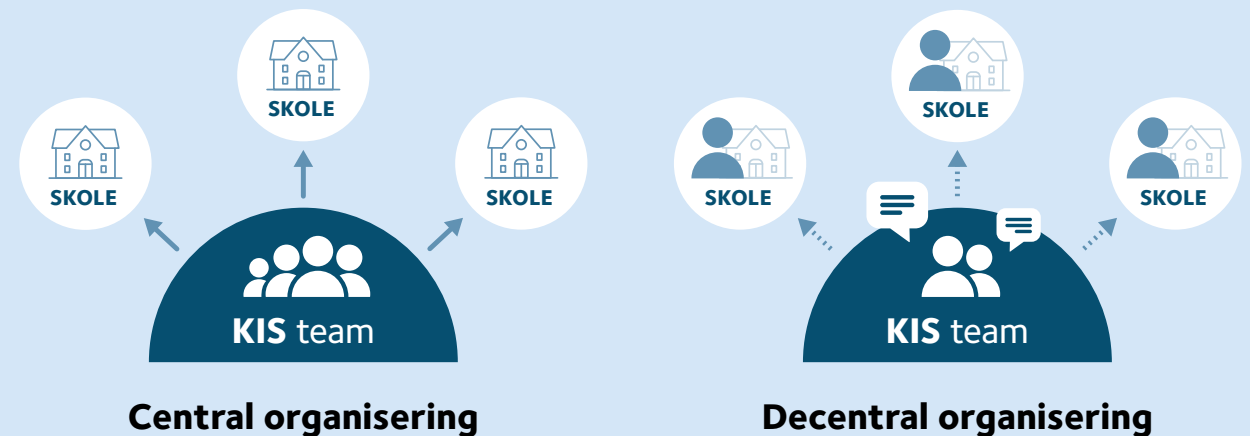 SKOLE
SKOLE
SKOLE
KIS team
Central organisering
SKOLE
SKOLE
SKOLE
KIS team
Decentral organisering